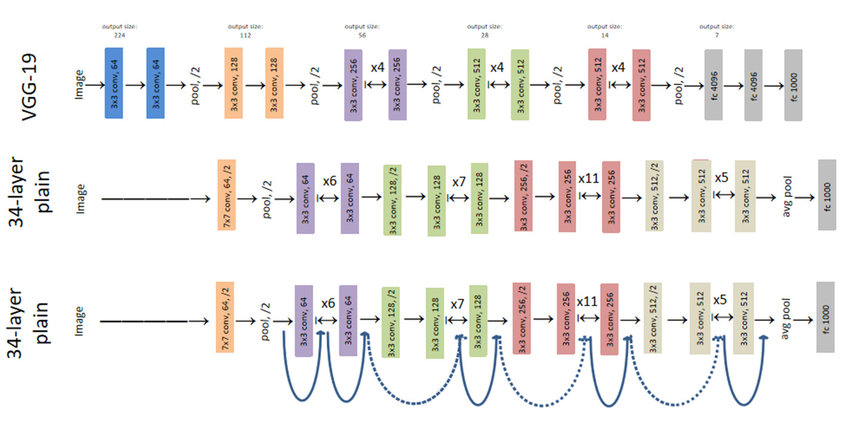 output size: output size: output size: output size: output size: output size:
224 112 56 28 14 7
VGG-19
Image
3x3 conv, 64
3x3 conv, 64
pool, /2
3x3 conv, 128
3x3 conv, 128
pool, /2
3x3 conv, 256
x4
3x3 conv, 256
pool, /2
3x3 conv, 512
x4
3x3 conv, 512
pool, /2
3x3 conv, 512
x4
3x3 conv, 512
pool, /2
fc 4096
fc 4096
fc 1000
34-layer
plain
Image
7x7 conv, 64, /2
pool, /2
3x3 conv, 64
x6
3x3 conv, 64
3x3 conv, 128, /2
3x3 conv, 128
x7
3x3 conv, 128
3x3 conv, 256, /2
3x3 conv, 256
x11
3x3 conv, 256
3x3 conv, 512, /2
3x3 conv, 512
x5
3x3 conv, 512
avg pool
fc 1000
34-layer
plain
Image
7x7 conv, 64, /2
pool, /2
3x3 conv, 64
x6
3x3 conv, 64
3x3 conv, 128, /2
3x3 conv, 128
x7
3x3 conv, 128
3x3 conv, 256, /2
3x3 conv, 256
x11
3x3 conv, 256
3x3 conv, 512, /2
3x3 conv, 512
x5
3x3 conv, 512
avg pool
fc 1000